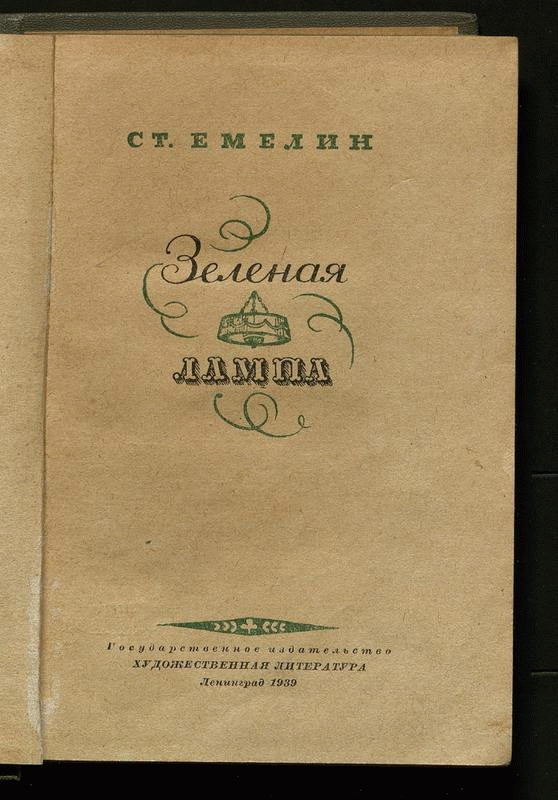 СТ. ЕМЕЛИН
Зеленая
ЛАМПА
Государственное издательство
ХУДОЖЕСТВЕННАЯ ЛИТЕРАТУРА
Ленинград 1939